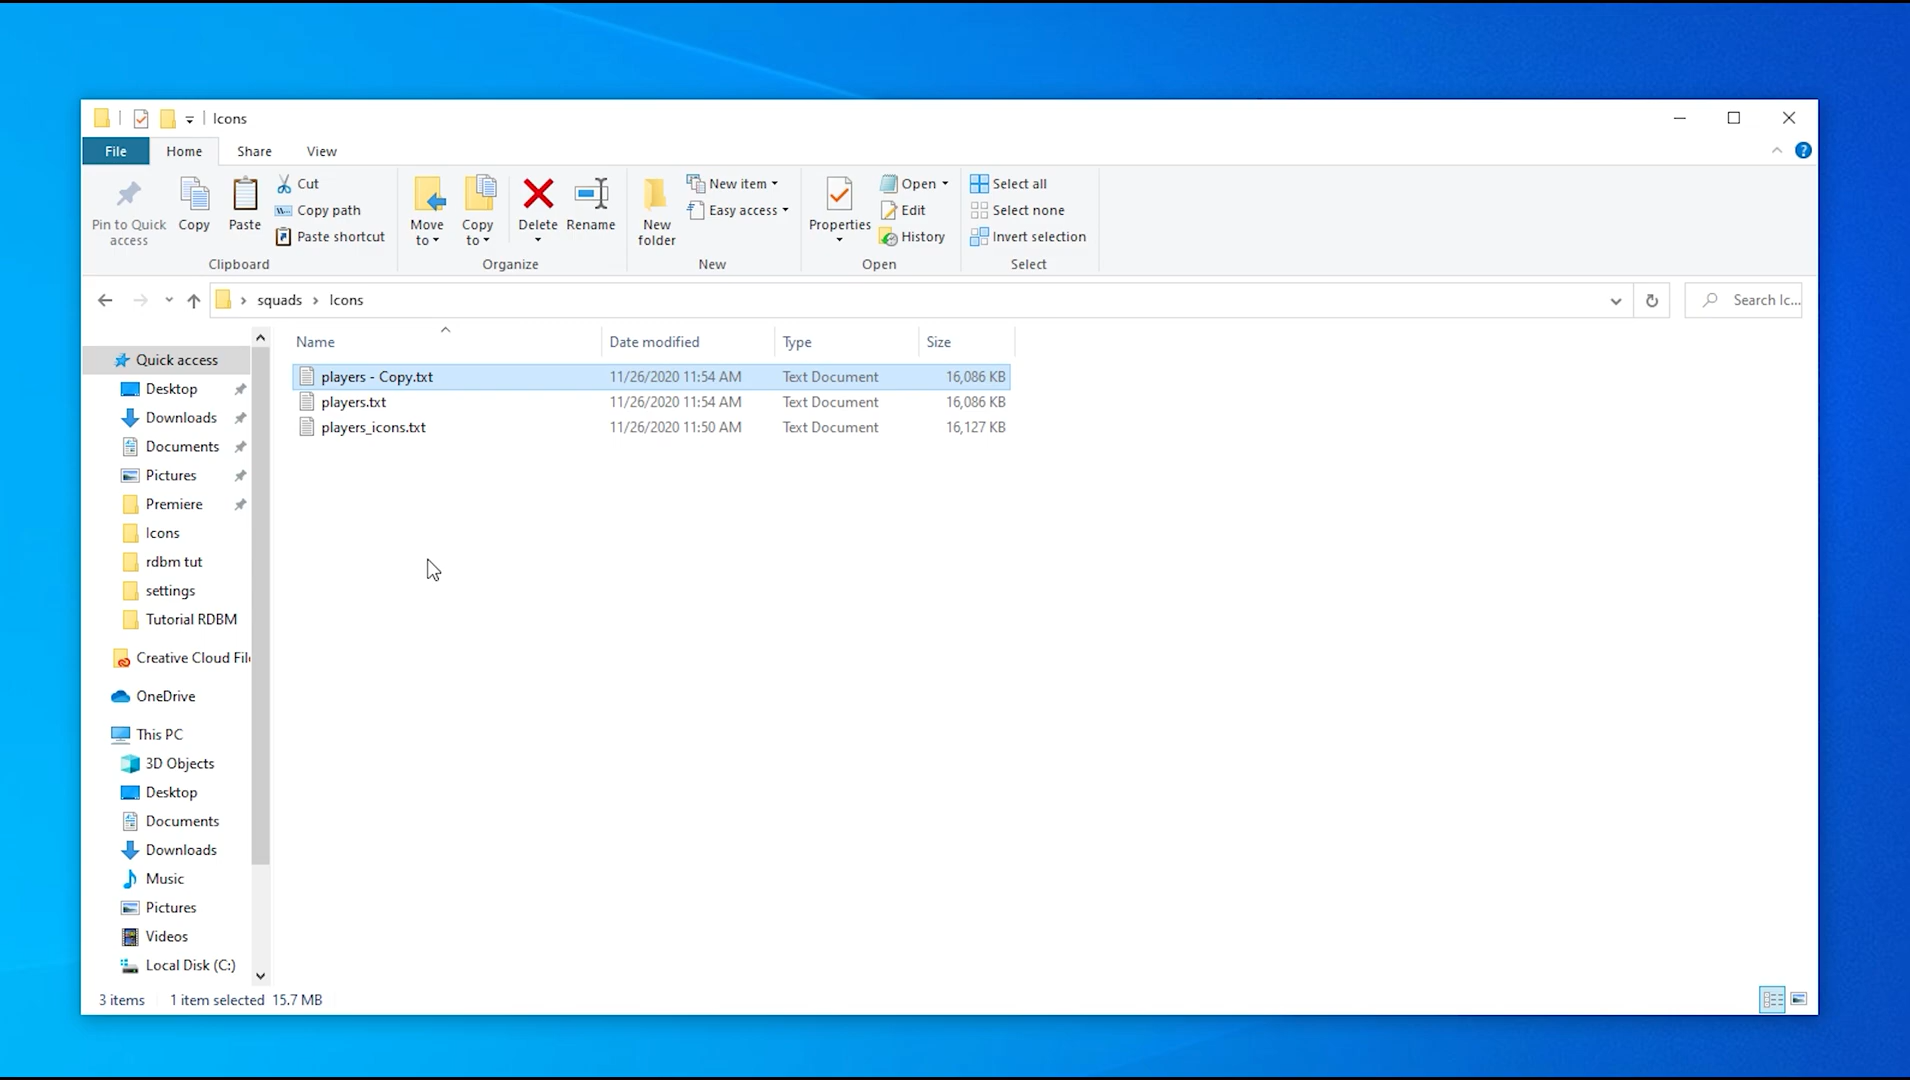 Icons
File Home Share View
Pin to Quick access
Copy
Paste
Cut
Copy path
Paste shortcut
Clipboard
Move to
Copy to
Delete
Rename
Organize
New folder
New item
Easy access
New
Properties
Open
Edit
History
Open
Select all
Select none
Invert selection
Select
squads Icons
Search Ic...
Name Date modified Type Size
players - Copy.txt 11/26/2020 11:54 AM Text Document 16,086 KB
players.txt 11/26/2020 11:54 AM Text Document 16,086 KB
players_icons.txt 11/26/2020 11:50 AM Text Document 16,127 KB
Quick access
Desktop
Downloads
Documents
Pictures
Premiere
Icons
rdbm tut
settings
Tutorial RDBM
Creative Cloud Fil
OneDrive
This PC
3D Objects
Desktop
Documents
Downloads
Music
Pictures
Videos
Local Disk (C:)
3 items 1 item selected 15.7 MB